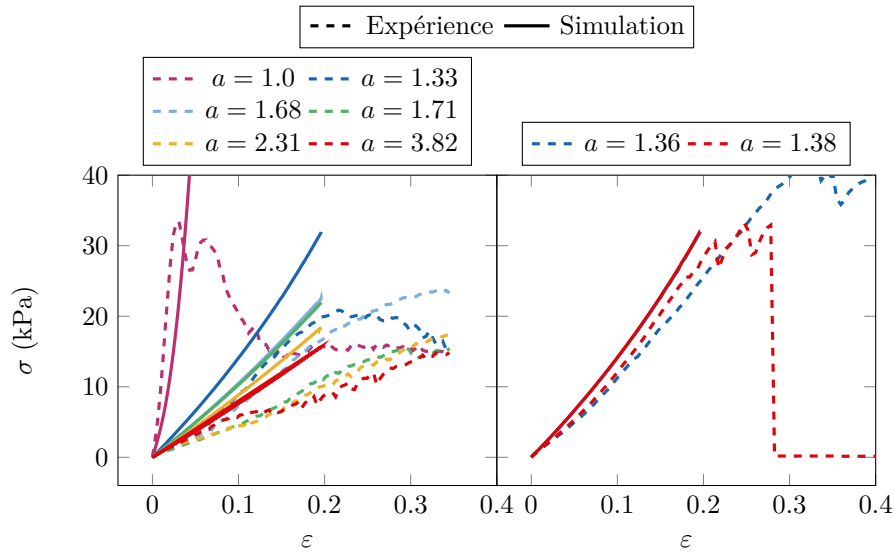 Expérience Simulation
a = 1.0 a = 1.33
a = 1.68 a = 1.71
a = 2.31 a = 3.82
a = 1.36 a = 1.38
40
30
20
10
0
σ (kPa)
0 0.1 0.2 0.3 0.4
0 0.1 0.2 0.3 0.4
ε
ε